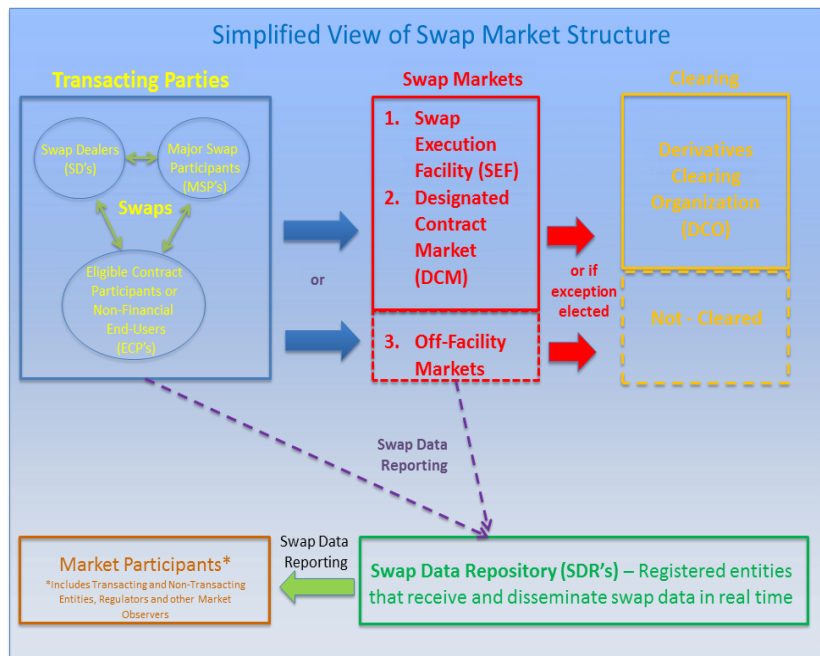 Simplified View of Swap Market Structure
Transacting Parties
Swap Dealers
(SD's)
Major Swap
Participants
(MSP's)
Swaps
Eligible Contract
Participants or
Non-Financial
End-Users
(ECP's)
or
Swap Markets
1. Swap
Execution
Facility (SEF)
2. Designated
Contract
Market
(DCM)
3. Off-Facility
Markets
or if
exception
elected
Clearing
Derivatives
Clearing
Organization
(DCO)
Not - Cleared
Swap Data
Reporting
Market Participants*
*Includes Transacting and Non-Transacting
Entities, Regulators and other Market
Observers
Swap Data
Reporting
Swap Data Repository (SDR's) – Registered entities
that receive and disseminate swap data in real time